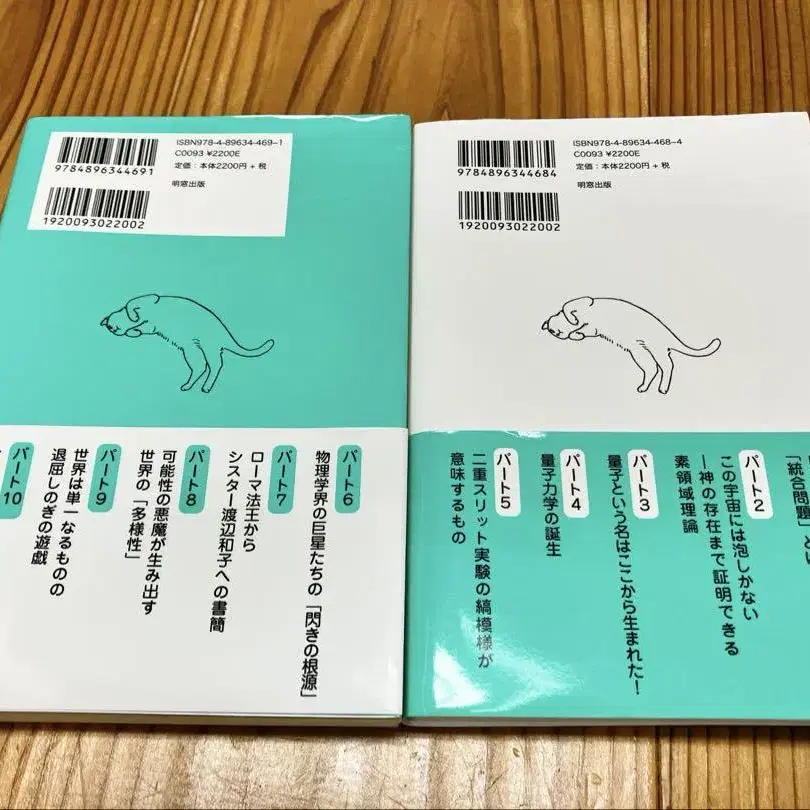 ISBN978-4-89634-469-1
C0093 ¥2200E
定価:本体2200円+税
明窓出版
9784896344691
1920093022002
パート6
物理学界の巨星たちの「閃きの根源」
パート7
ローマ法王から
シスター渡辺和子への書簡
パート8
可能性の悪魔が生み出す
世界の「多様性」
パート9
世界は単一なるものの
退屈しのぎの遊戯
パート10
ISBN978-4-89634-468-4
C0093 ¥2200E
定価:本体2200円+税
明窓出版
9784896344684
1920093022002
「統合問題」とは
パート2
この宇宙には泡しかない
―神の存在まで証明できる
素領域理論
パート3
量子という名はここから生まれた!
パート4
量子力学の誕生
パート5
二重スリット実験の縞模様が
意味するもの